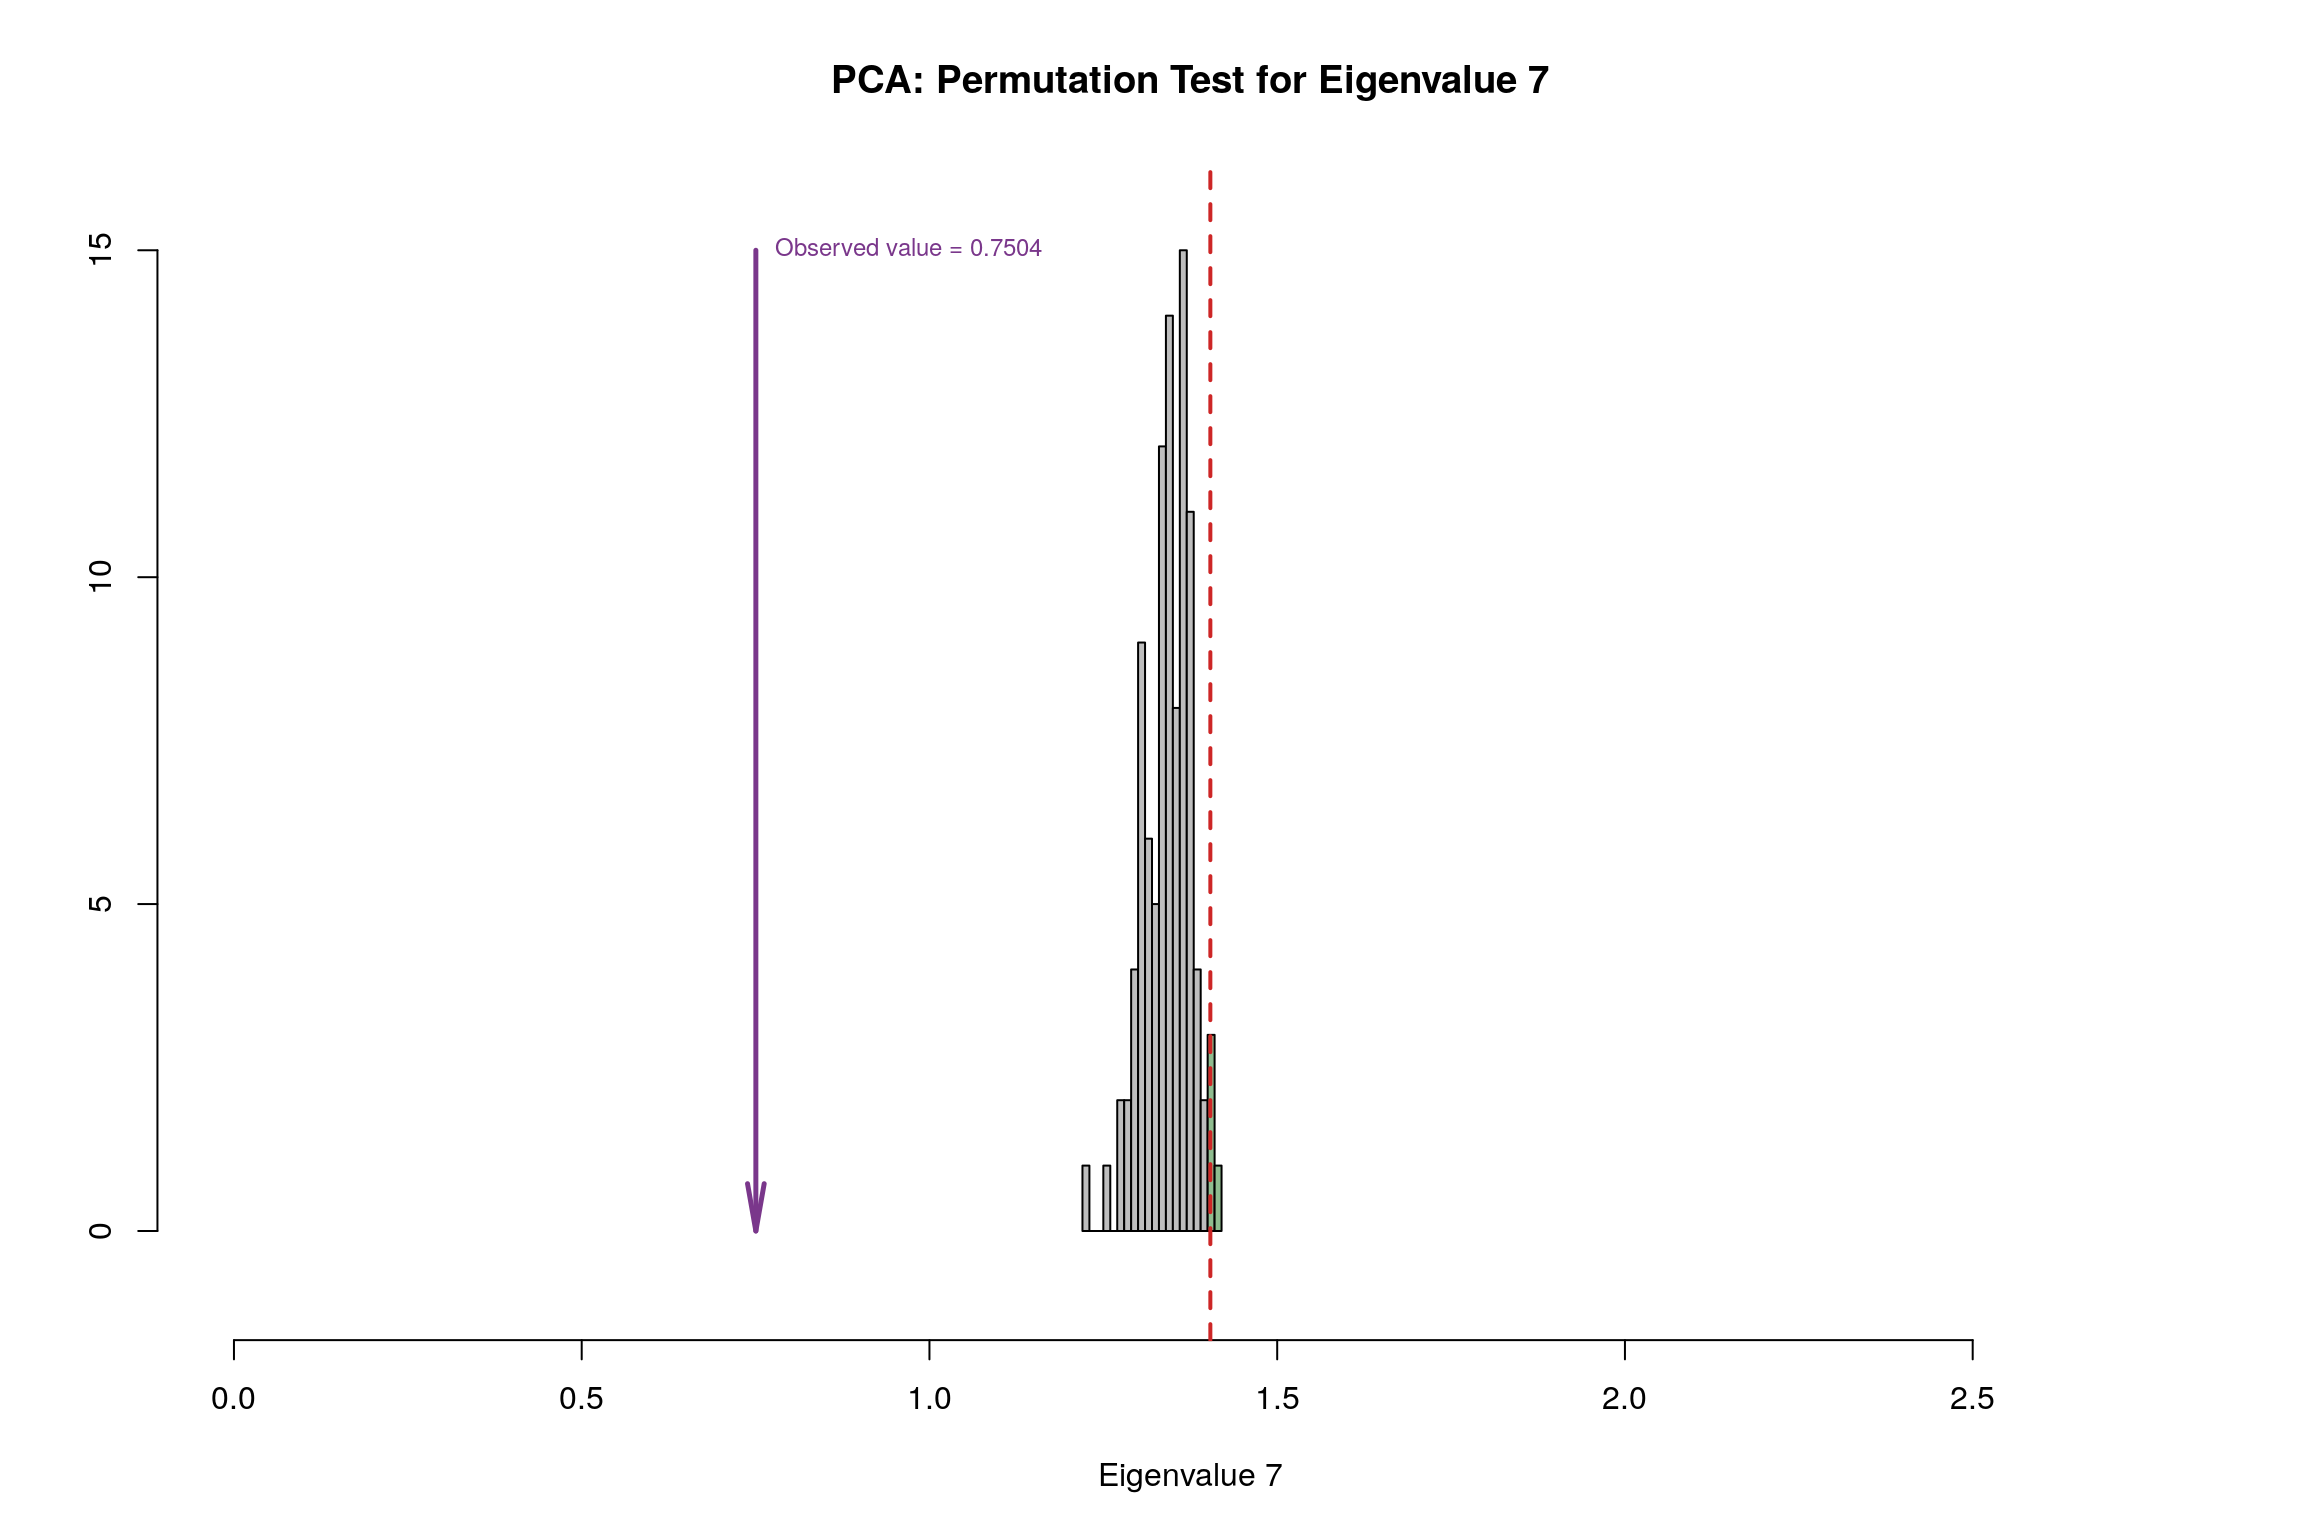 PCA: Permutation Test for Eigenvalue 7
Observed value = 0.7504
15
10
5
0
0.0 0.5 1.0 1.5 2.0 2.5
Eigenvalue 7